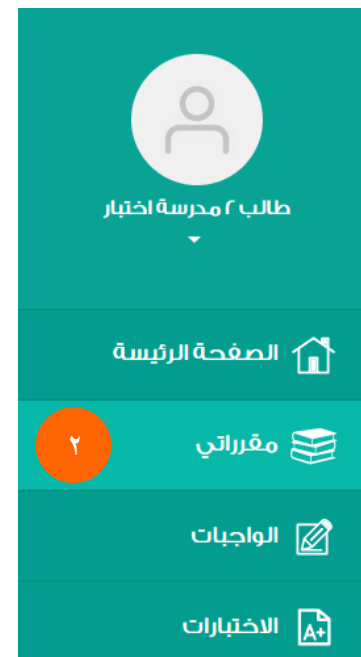 طالب ٢ مدرسة اختبار
الصفحة الرئيسة
مقرراتي ٢
الواجبات
الاختبارات A+